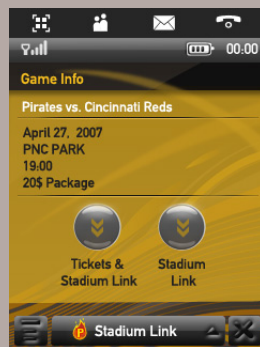 00:00
Game Info
Pirates vs. Cincinnati Reds
April 27, 2007
PNC PARK
19:00
20$ Package
Tickets &
Stadium Link
Stadium
Link
P Stadium Link